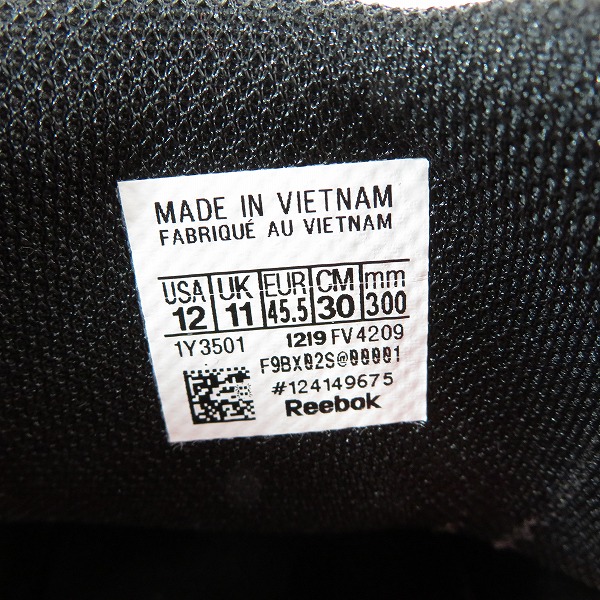 MADE IN VIETNAM
FABRIQUÉ AU VIETNAM
USA UK EUR CM mm
12 11 45.5 30 300
1Y3501 1219 FV4209
F9BX02S@00001
#124149675
Reebok